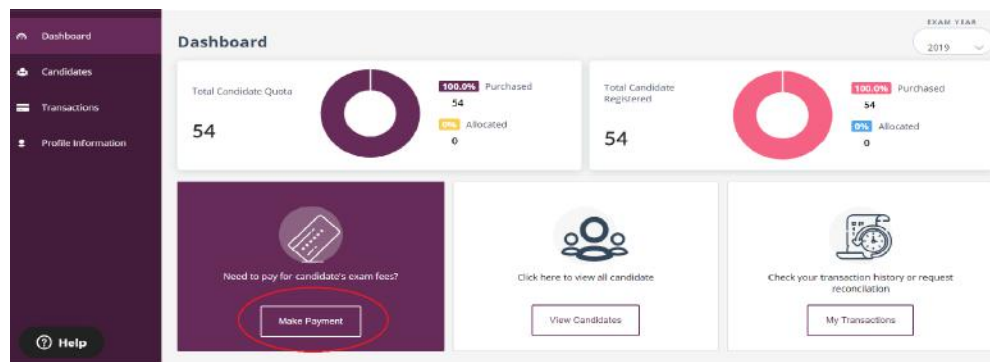 EXAM YEAR
Dashboard
Dashboard
2019
Candidates
Transactions
Profile Information
Total Candidate Quota
54
100.0% Purchased
54
0% Allocated
0
Total Candidate
Registered
54
100.0% Purchased
54
0% Allocated
0
Need to pay for candidate's exam fees?
Make Payment
Click here to view all candidate
View Candidates
Check your transaction history or request
reconciliation
My Transactions
Help